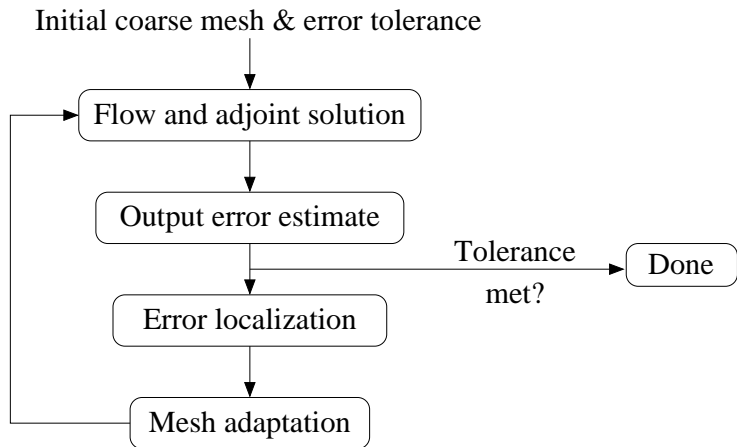 Initial coarse mesh & error tolerance
Flow and adjoint solution
Output error estimate
Tolerance
met?
Done
Error localization
Mesh adaptation